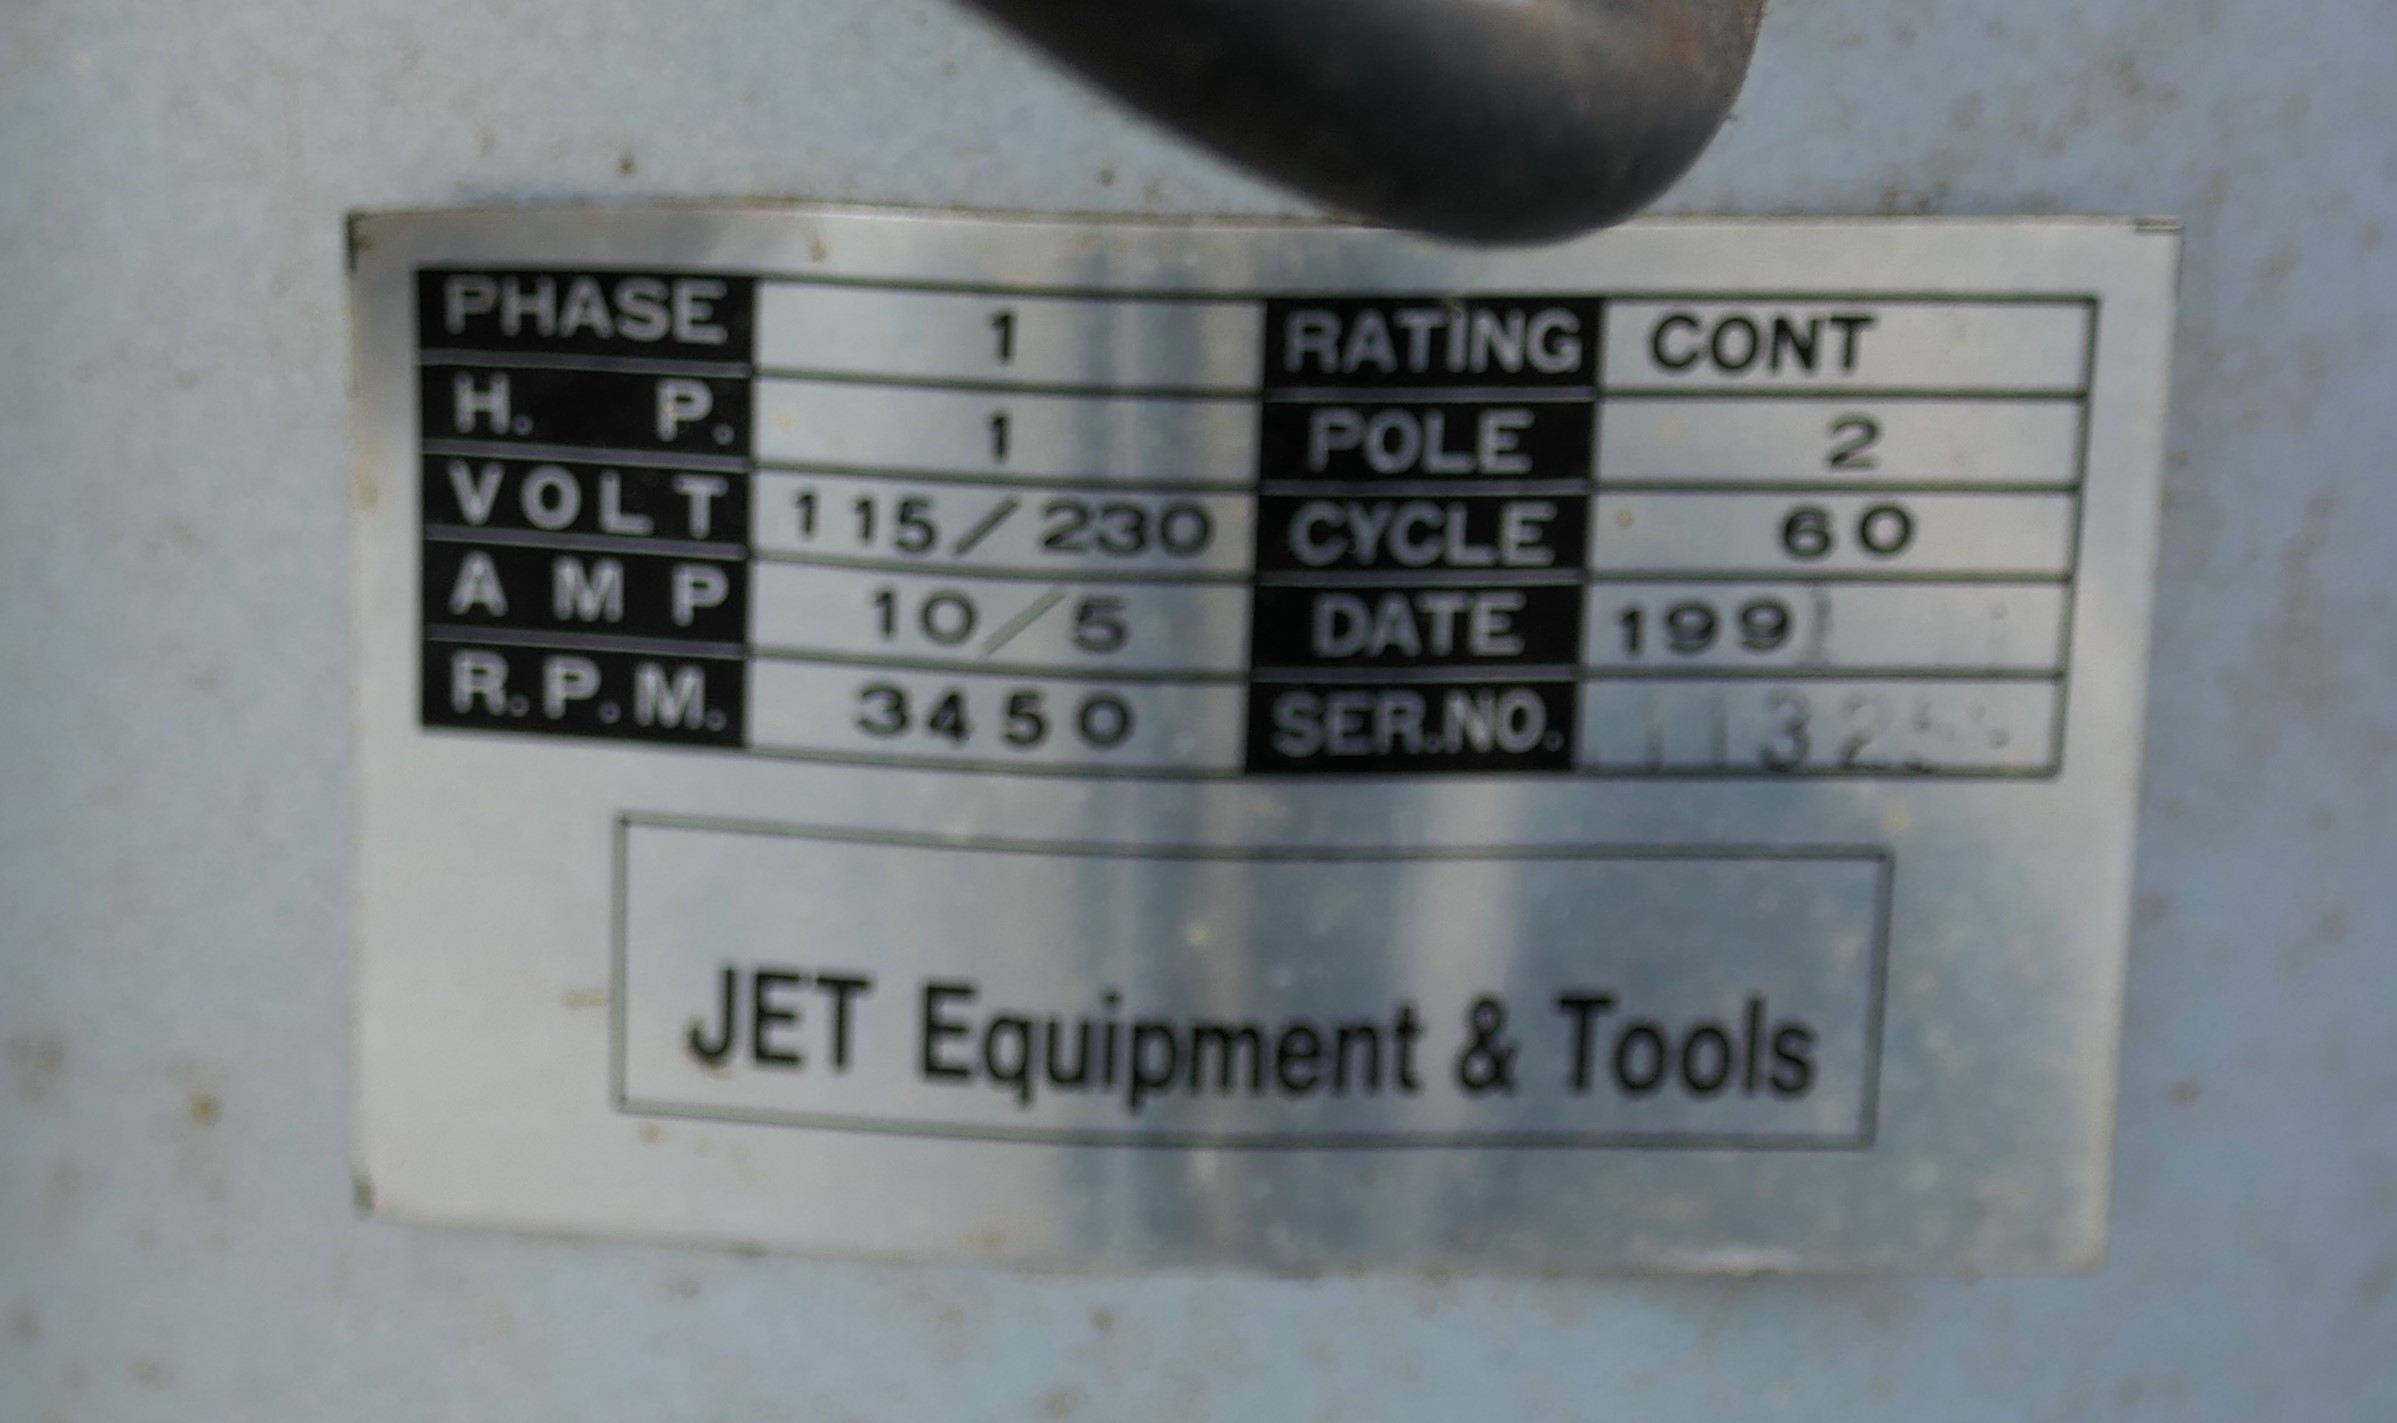 PHASE 1 RATING CONT
H. P. 1 POLE 2
VOLT 115/230 CYCLE 60
AMP 10/5 DATE 199
R.P.M. 3450 SER.NO.
JET Equipment & Tools